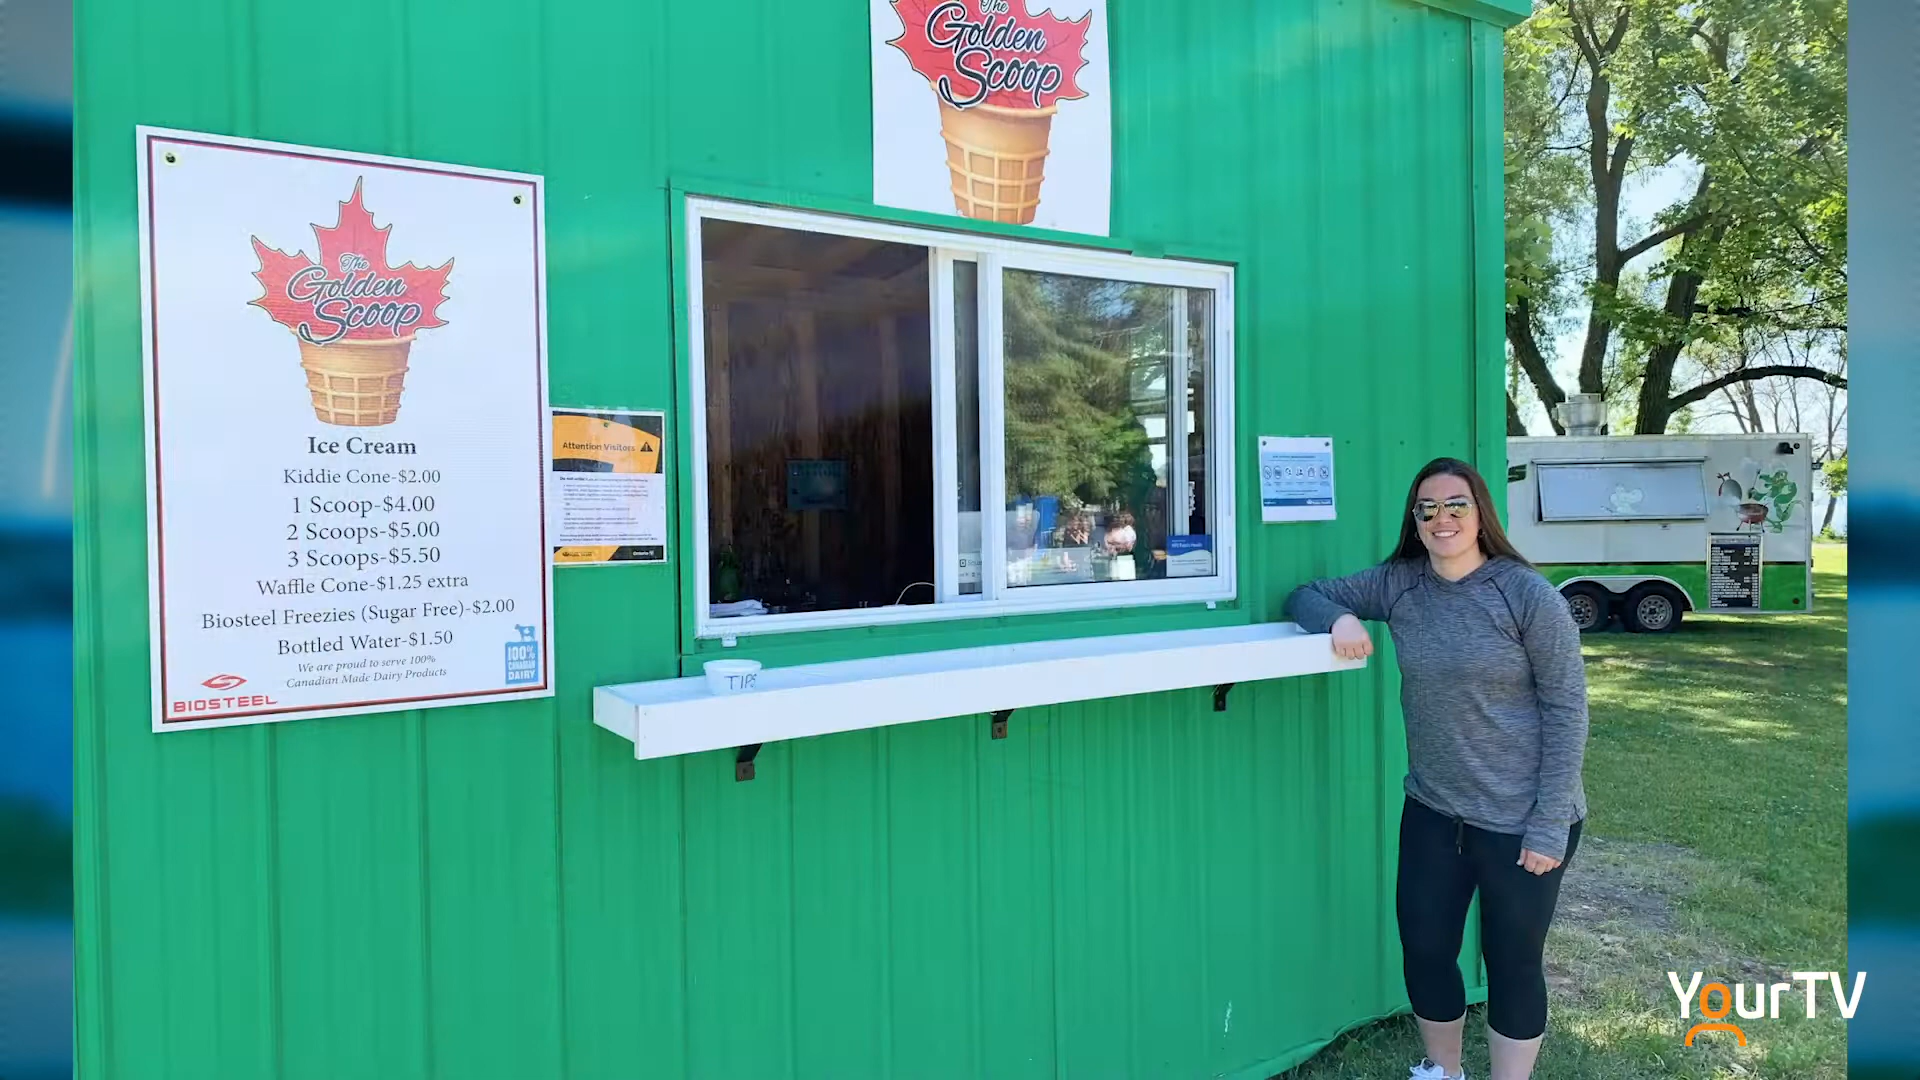 The
Golden
Scoop
The
Golden
Scoop
Ice Cream
Kiddie Cone-$2.00
1 Scoop-$4.00
2 Scoops-$5.00
3 Scoops-$5.50
Waffle Cone-$1.25 extra
Biosteel Freezies (Sugar Free)-$2.00
Bottled Water-$1.50
We are proud to serve 100%
Canadian Made Dairy Products
BIOSTEEL
100%
CANADIAN
DAIRY
Attention Visitors
TIPS
YourTV